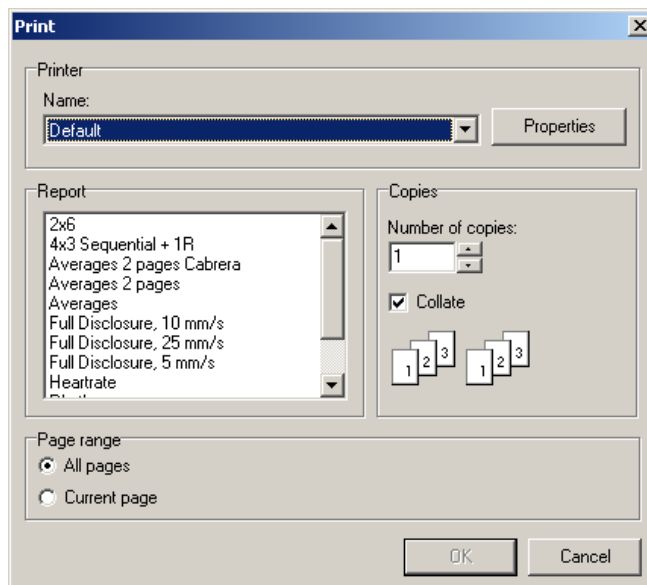 Print
Printer
Name:
Default
Properties
Report
2x6
4x3 Sequential + 1R
Averages 2 pages Cabrera
Averages 2 pages
Averages
Full Disclosure, 10 mm/s
Full Disclosure, 25 mm/s
Full Disclosure, 5 mm/s
Heartrate
Copies
Number of copies:
1
Collate
1 2 3 1 2 3
Page range
All pages
Current page
OK Cancel